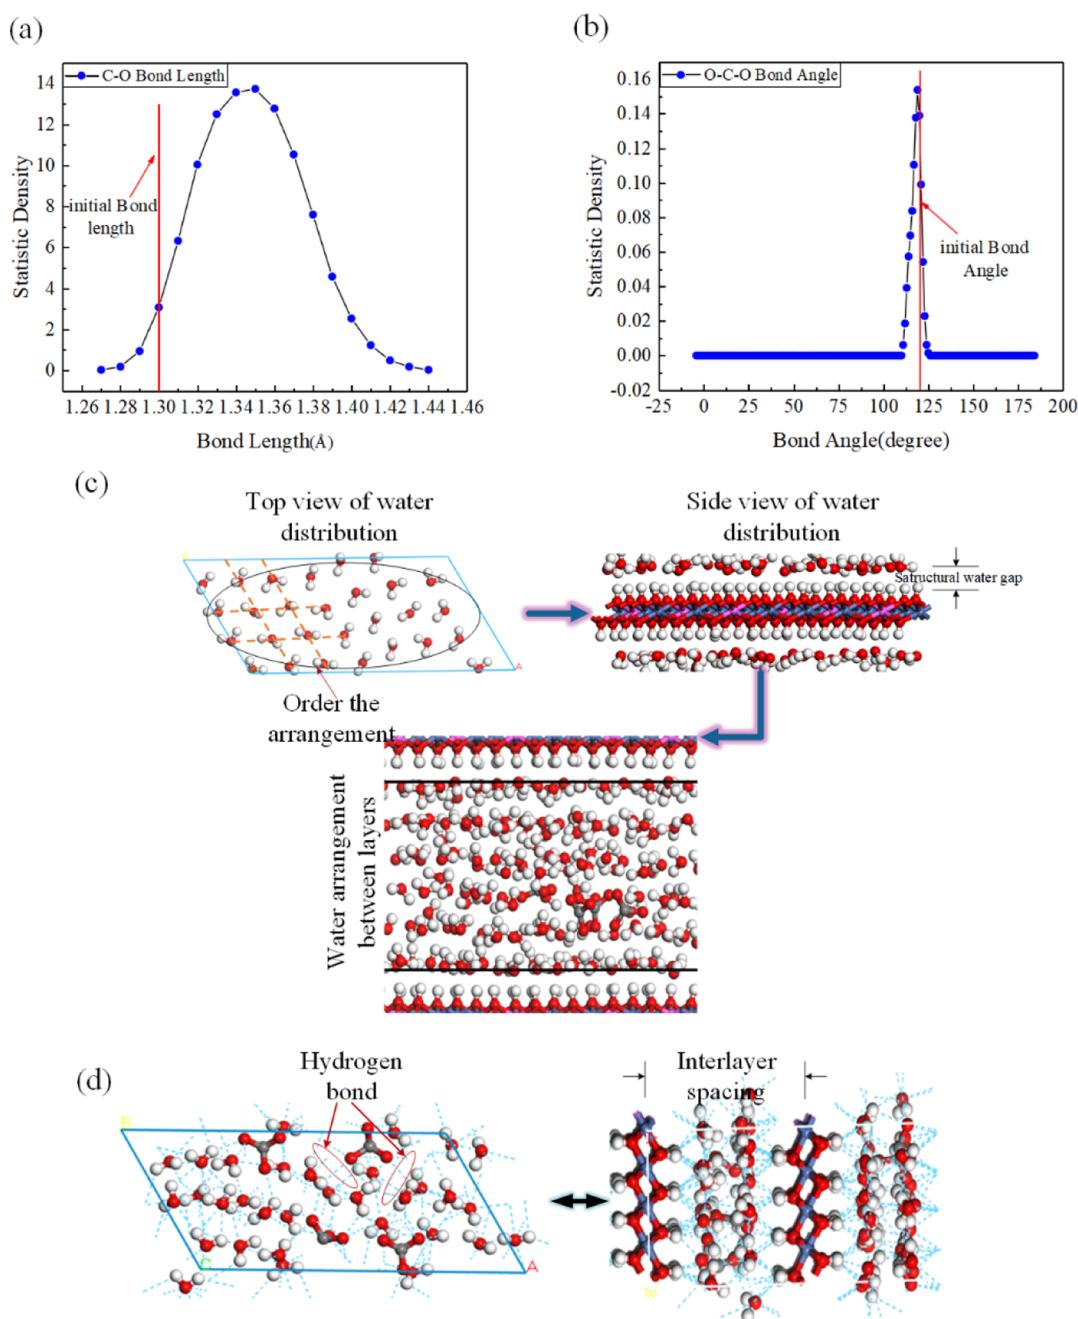 (a)
C-O Bond Length
initial Bond
length
Statistic Density
14
12
10
8
6
4
2
0
1.26 1.28 1.30 1.32 1.34 1.36 1.38 1.40 1.42 1.44 1.46
Bond Length(Å)
(b)
O-C-O Bond Angle
initial Bond
Angle
Statistic Density
0.16
0.14
0.12
0.10
0.08
0.06
0.04
0.02
0.00
-0.02
-25 0 25 50 75 100 125 150 175 200
Bond Angle(degree)
(c)
Top view of water
distribution
A
Order the
arrangement
Side view of water
distribution
Satructural water gap
Water arrangement
between layers
(d)
Hydrogen
bond
B
C
A
Interlayer
spacing